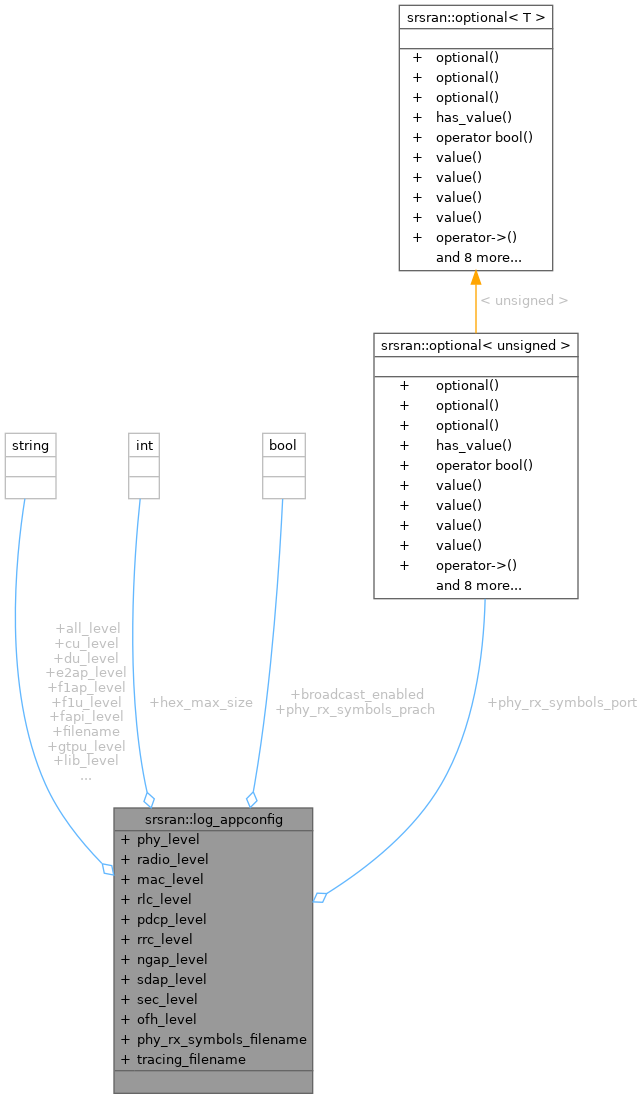 srsran::optional< T >
+ optional()
+ optional()
+ optional()
+ has_value()
+ operator bool()
+ value()
+ value()
+ value()
+ value()
+ operator->()
and 8 more...
< unsigned >
srsran::optional< unsigned >
+ optional()
+ optional()
+ optional()
+ has_value()
+ operator bool()
+ value()
+ value()
+ value()
+ value()
+ operator->()
and 8 more...
string
int
bool
+all_level
+cu_level
+du_level
+e2ap_level
+f1ap_level
+f1u_level
+fapi_level
+filename
+gtpu_level
+lib_level
...
+hex_max_size
+broadcast_enabled
+phy_rx_symbols_prach
+phy_rx_symbols_port
srsran::log_appconfig
+ phy_level
+ radio_level
+ mac_level
+ rlc_level
+ pdcp_level
+ rrc_level
+ ngap_level
+ sdap_level
+ sec_level
+ ofh_level
+ phy_rx_symbols_filename
+ tracing_filename